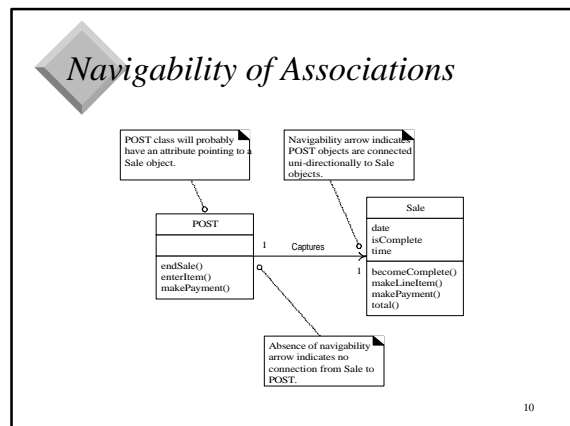 Navigability of Associations
POST class will probably
have an attribute pointing to a
Sale object.
Navigability arrow indicates
POST objects are connected
uni-directionally to Sale
objects.
POST
endSale()
enterItem()
makePayment()
1
Captures
1
Sale
date
isComplete
time
becomeComplete()
makeLineItem()
makePayment()
total()
Absence of navigability
arrow indicates no
connection from Sale to
POST.
10